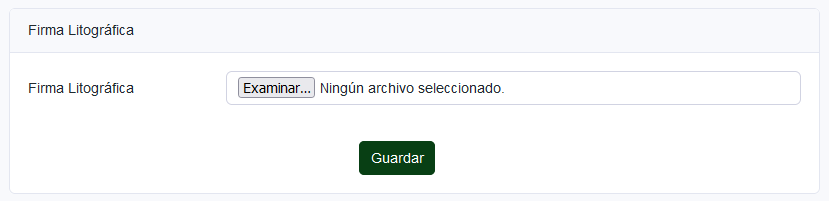 Firma Litográfica
Firma Litográfica
Examinar... Ningún archivo seleccionado.
Guardar